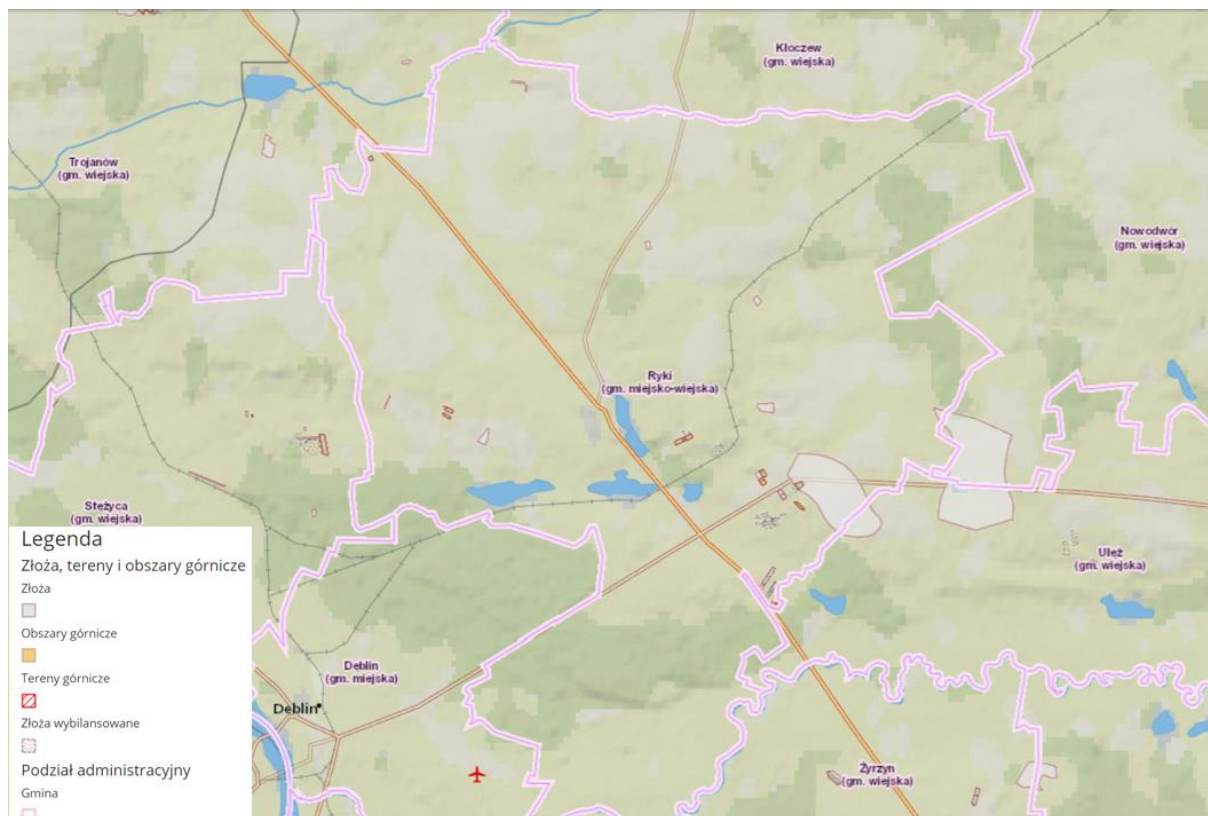 Kłoczew
(gm. wiejska)
Trojanów
(gm. wiejska)
Nowodwór
(gm. wiejska)
Ryki
(gm. miejsko-wiejska)
Stężyca
(gm. wiejska)
Ułęż
(gm. wiejska)
Dęblin
(gm. miejska)
Dęblin
Żyrzyn
(gm. wiejska)
Legenda
Złoża, tereny i obszary górnicze
Złoża
Obszary górnicze
Tereny górnicze
Złoża wybilansowane
Podział administracyjny
Gmina